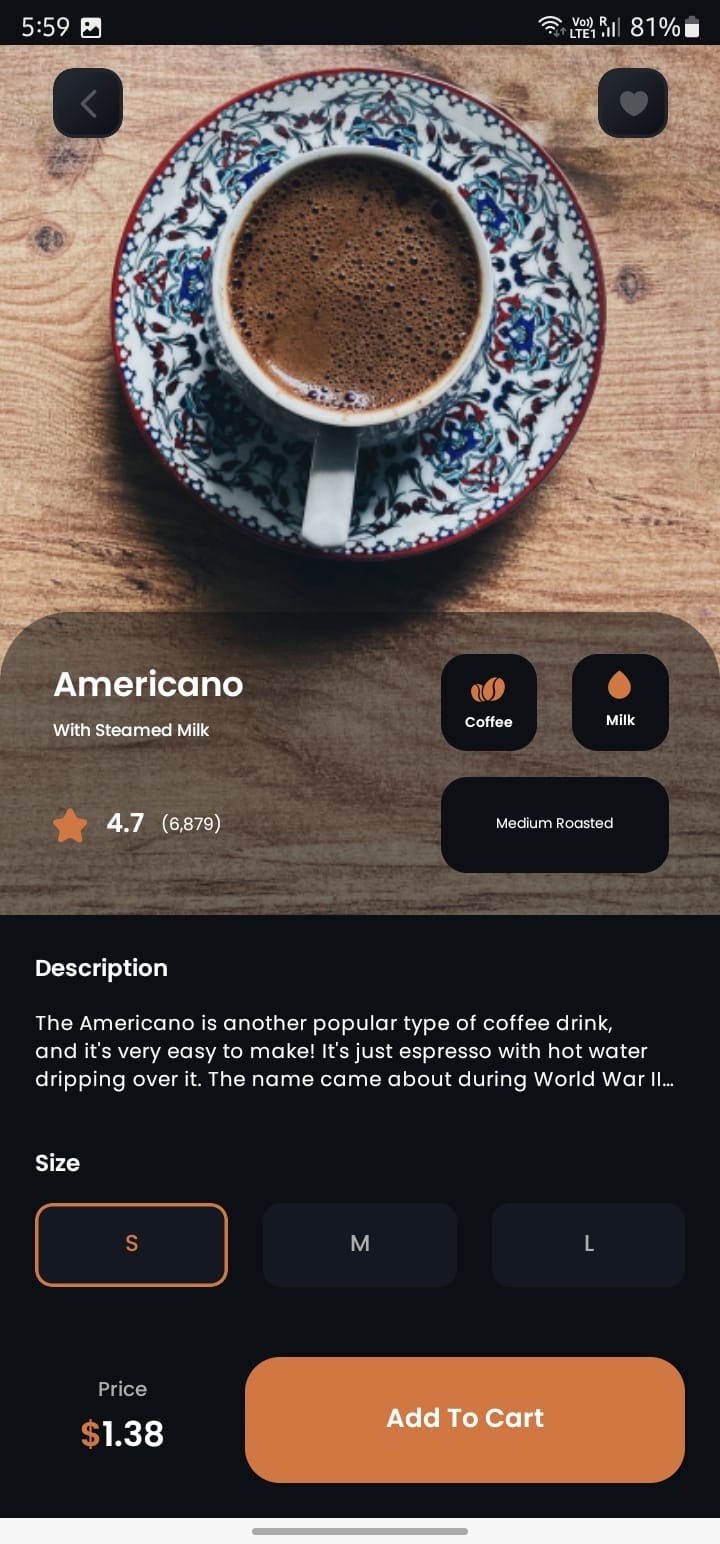 5:59
Vo)) R
LTE1
81%
Americano
With Steamed Milk
Coffee
Milk
4.7 (6,879)
Medium Roasted
Description
The Americano is another popular type of coffee drink,
and it's very easy to make! It's just espresso with hot water
dripping over it. The name came about during World War II…
Size
S
M
L
Price
$1.38
Add To Cart